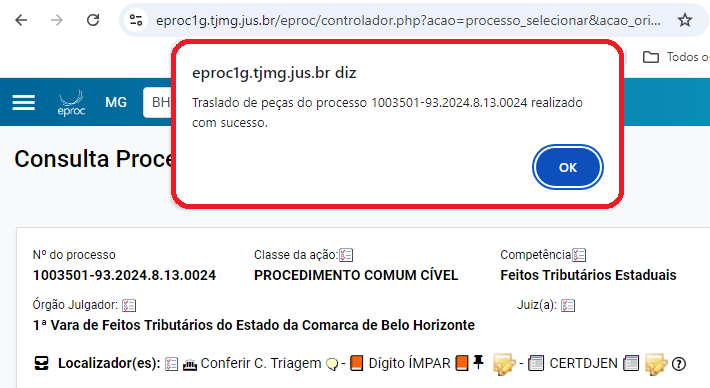 eproc1g.tjmg.jus.br/eproc/controlador.php?acao=processo_selecionar&acao_ori...
Todos os
eproc1g.tjmg.jus.br diz
Traslado de peças do processo 1003501-93.2024.8.13.0024 realizado
com sucesso.
OK
eproc
MG
BH
Consulta Proce
Nº do processo
Classe da ação:
Competência
1003501-93.2024.8.13.0024
PROCEDIMENTO COMUM CÍVEL
Feitos Tributários Estaduais
Órgão Julgador:
Juiz(a):
1ª Vara de Feitos Tributários do Estado da Comarca de Belo Horizonte
Localizador(es): Conferir C. Triagem - Dígito ÍMPAR - CERTDJEN